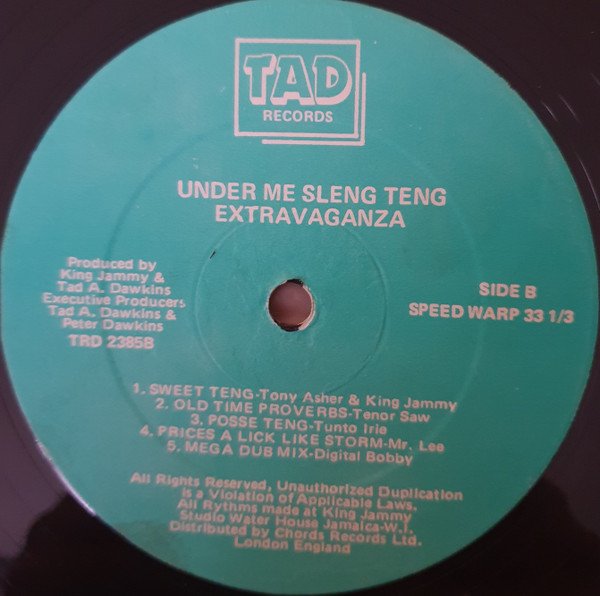 TAD
RECORDS
UNDER ME SLENG TENG
EXTRAVAGANZA
Produced by
King Jammy &
Tad A. Dawkins
Executive Producers
Tad A. Dawkins &
Peter Dawkins
TRD 2385B
SIDE B
SPEED WARP 33 1/3
1. SWEET TENG-Tony Asher & King Jammy
2. OLD TIME PROVERBS-Tenor Saw
3. POSSE TENG-Tunto Irie
4. PRICES A LICK LIKE STORM-Mr. Lee
5. MEGA DUB MIX-Digital Bobby
All Rights Reserved, Unauthorized Duplication
is a Violation of Applicable Laws.
All Rythms made at King Jammy
Studio Water House Jamaica-W.I.
Distributed by Chords Records Ltd.
London England